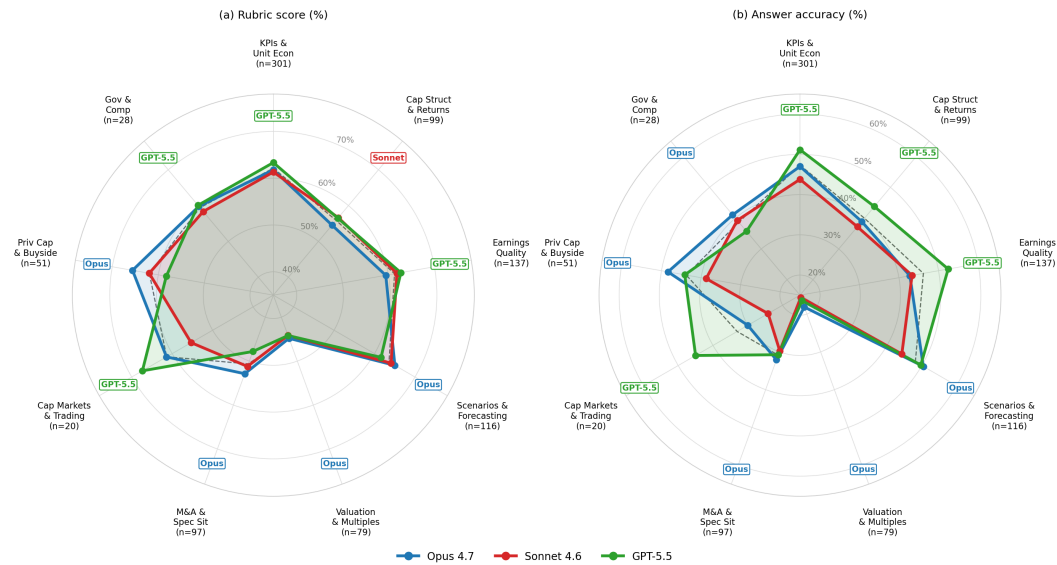 (a) Rubric score (%)
KPIs &
Unit Econ
(n=301)
Gov &
Comp
(n=28)
Cap Struct
& Returns
(n=99)
GPT-5.5
70%
GPT-5.5
Sonnet
60%
50%
Priv Cap
& Buyside
(n=51)
Opus
40%
GPT-5.5
Earnings
Quality
(n=137)
GPT-5.5
Opus
Cap Markets
& Trading
(n=20)
Scenarios &
Forecasting
(n=116)
Opus
Opus
M&A &
Spec Sit
(n=97)
Valuation
& Multiples
(n=79)
(b) Answer accuracy (%)
KPIs &
Unit Econ
(n=301)
Gov &
Comp
(n=28)
Cap Struct
& Returns
(n=99)
GPT-5.5
60%
Opus
GPT-5.5
50%
40%
30%
Priv Cap
& Buyside
(n=51)
Opus
20%
GPT-5.5
Earnings
Quality
(n=137)
GPT-5.5
Opus
Cap Markets
& Trading
(n=20)
Scenarios &
Forecasting
(n=116)
Opus
Opus
M&A &
Spec Sit
(n=97)
Valuation
& Multiples
(n=79)
Opus 4.7
Sonnet 4.6
GPT-5.5